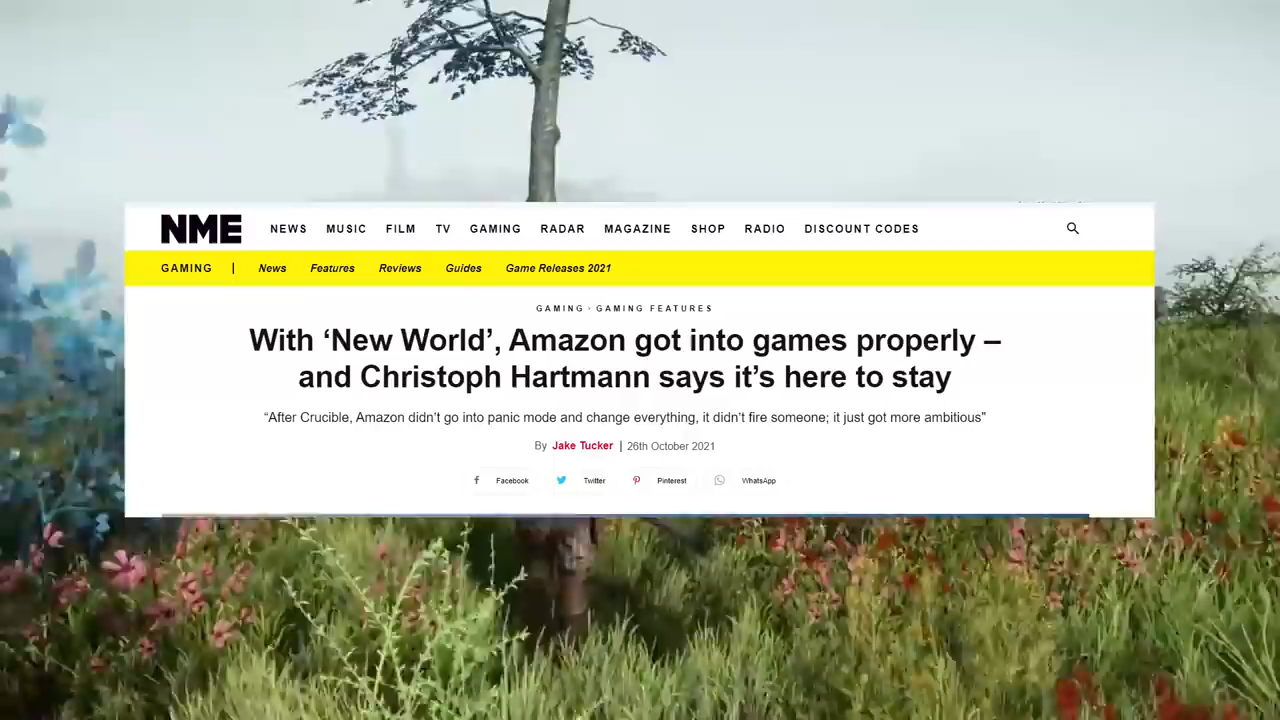 NME NEWS MUSIC FILM TV GAMING RADAR MAGAZINE SHOP RADIO DISCOUNT CODES
GAMING | News Features Reviews Guides Game Releases 2021
GAMING › GAMING FEATURES
With ‘New World’, Amazon got into games properly –
and Christoph Hartmann says it’s here to stay
“After Crucible, Amazon didn’t go into panic mode and change everything, it didn’t fire someone; it just got more ambitious”
By Jake Tucker | 26th October 2021
Facebook Twitter Pinterest WhatsApp